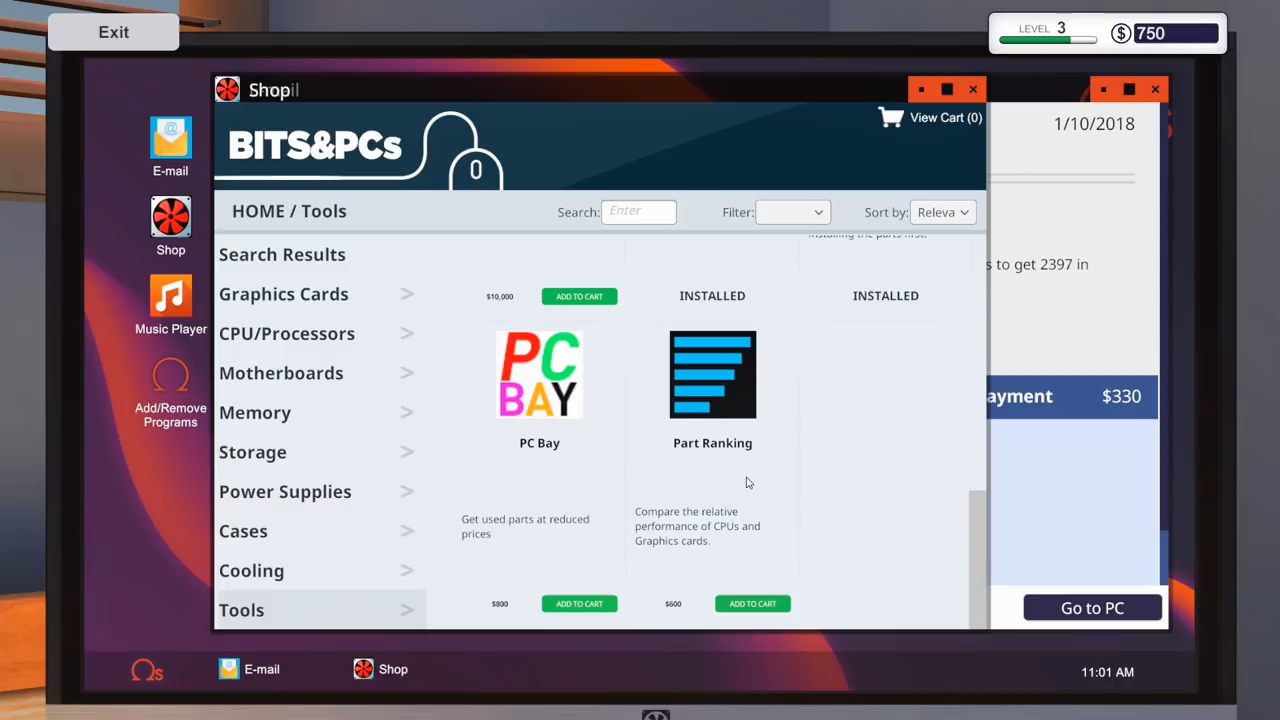 Exit
LEVEL 3
$ 750
Shop
1/10/2018
BITS&PCs
View Cart (0)
E-mail
HOME / Tools
Search: Enter
Filter:
Sort by: Releva
Shop
installing the parts first.
Search Results
Graphics Cards >
CPU/Processors >
Motherboards >
Memory >
Storage >
Power Supplies >
Cases >
Cooling >
Tools >
s to get 2397 in
$10,000
ADD TO CART
INSTALLED
INSTALLED
Music Player
PC
BAY
PC Bay
Part Ranking
Add/Remove
Programs
ayment $330
Get used parts at reduced
prices
Compare the relative
performance of CPUs and
Graphics cards.
$800
ADD TO CART
$600
ADD TO CART
Go to PC
Ωs
E-mail
Shop
11:01 AM